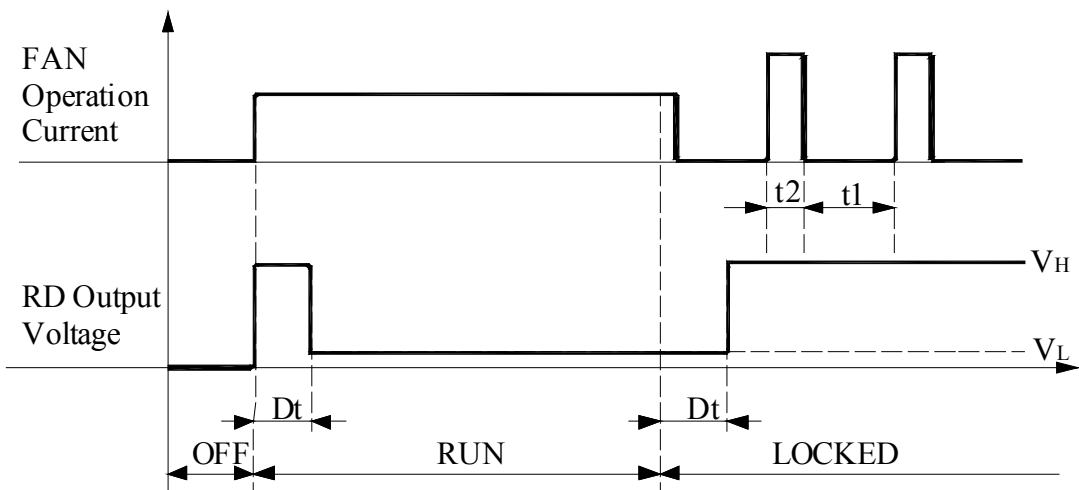 FAN
Operation
Current
t2
t1
VH
RD Output
Voltage
VL
Dt
Dt
OFF
RUN
LOCKED